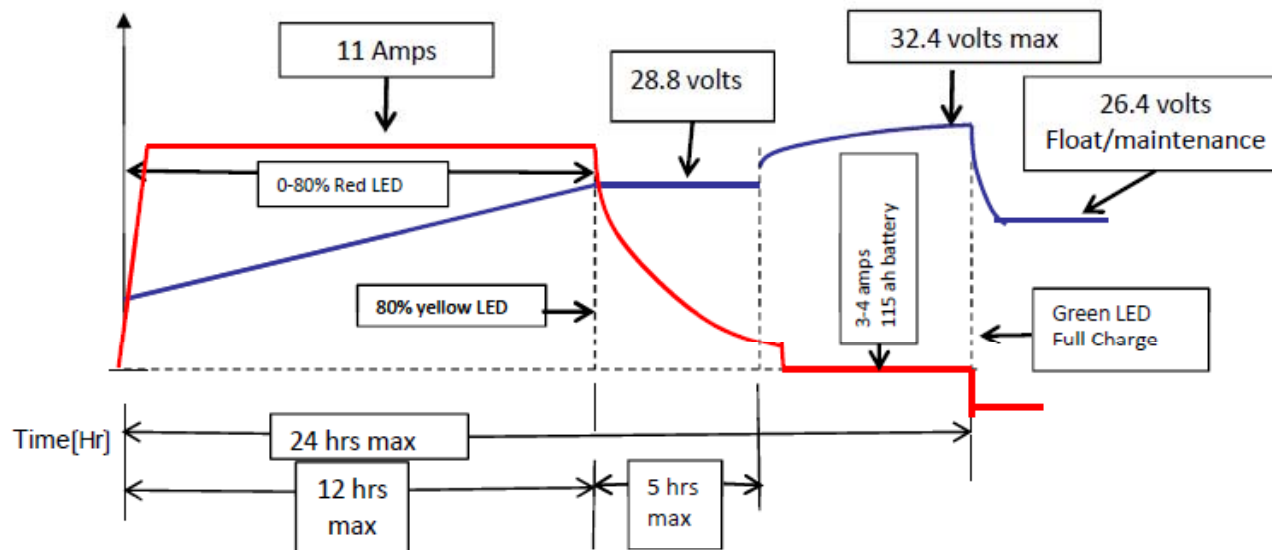 11 Amps
28.8 volts
32.4 volts max
26.4 volts
Float/maintenance
0-80% Red LED
80% yellow LED
3-4 amps
115 ah battery
Green LED
Full Charge
Time[Hr]
24 hrs max
12 hrs
max
5 hrs
max